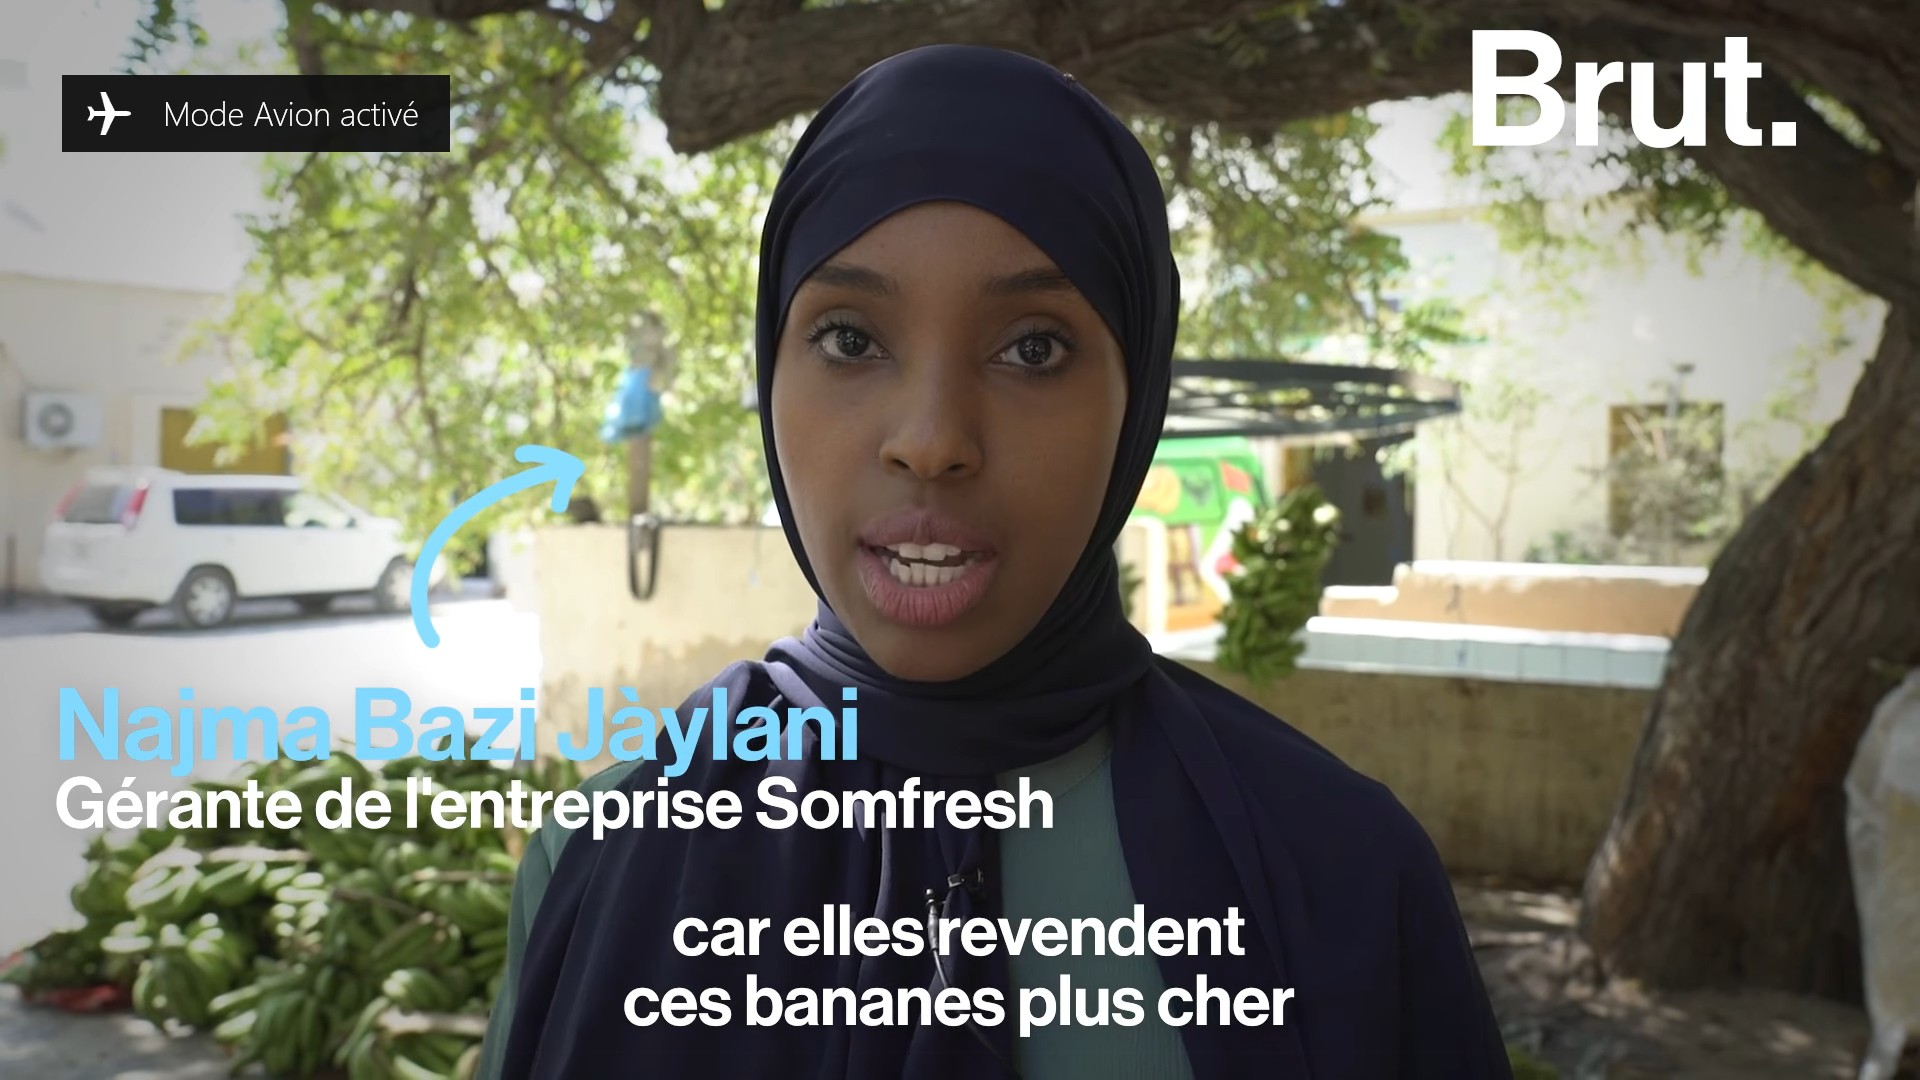 Mode Avion activé
Brut.
Najma Bazi Jàylani
Gérante de l'entreprise Somfresh
car elles revendent
ces bananes plus cher